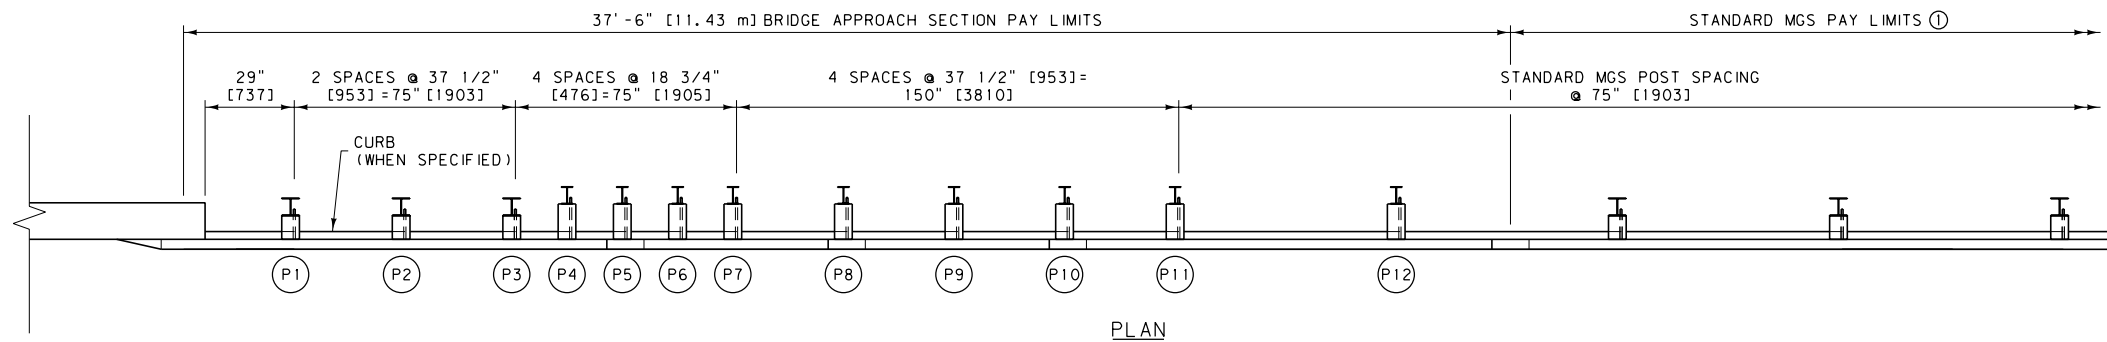 37'-6" [11.43 m] BRIDGE APPROACH SECTION PAY LIMITS
STANDARD MGS PAY LIMITS ①
29"
[737]
2 SPACES @ 37 1/2"
[953] =75" [1903]
4 SPACES @ 18 3/4"
[476]=75" [1905]
4 SPACES @ 37 1/2" [953]=
150" [3810]
STANDARD MGS POST SPACING
@ 75" [1903]
CURB
(WHEN SPECIFIED)
P1 P2 P3 P4 P5 P6 P7 P8 P9 P10 P11 P12
PLAN